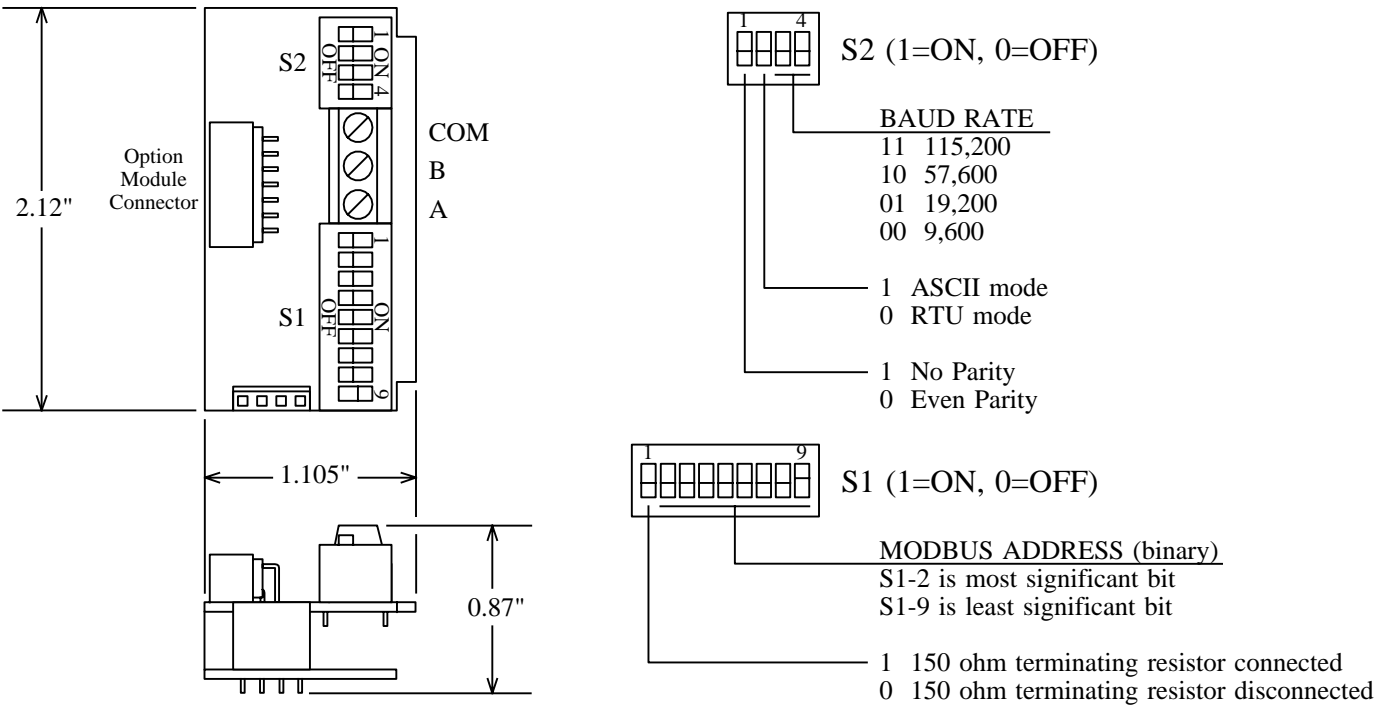 S2
1
ON
OFF
4
COM
B
A
Option
Module
Connector
2.12"
1
S1
ON
OFF
9
1.105"
0.87"
1 4
S2 (1=ON, 0=OFF)
BAUD RATE
11 115,200
10 57,600
01 19,200
00 9,600
1 ASCII mode
0 RTU mode
1 No Parity
0 Even Parity
1 9
S1 (1=ON, 0=OFF)
MODBUS ADDRESS (binary)
S1-2 is most significant bit
S1-9 is least significant bit
1 150 ohm terminating resistor connected
0 150 ohm terminating resistor disconnected